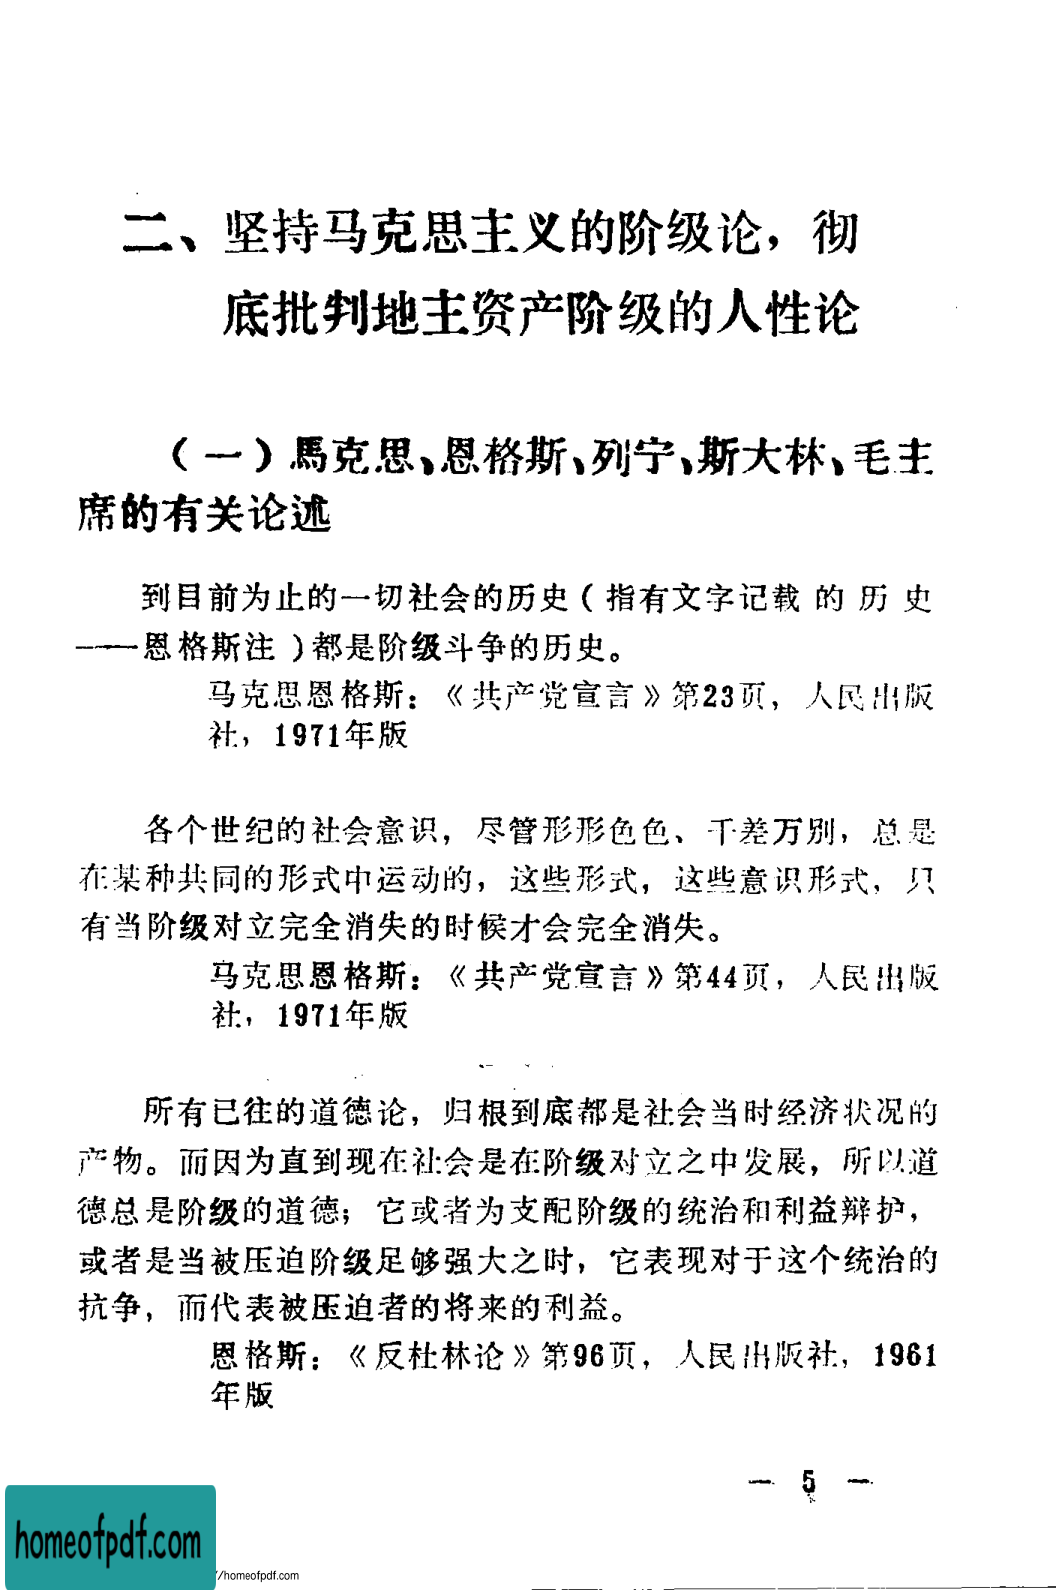 二、坚持马克思主义的阶级论，彻
底批判地主资产阶级的人性论
（一）馬克思、恩格斯、列宁、斯大林、毛主
席的有关论述
到目前为止的一切社会的历史（指有文字记载的历史
——恩格斯注）都是阶级斗争的历史。
马克思恩格斯：《共产党宣言》第23页，人民出版
社，1971年版
各个世纪的社会意识，尽管形形色色、千差万别，总是
在某种共同的形式中运动的，这些形式，这些意识形式，只
有当阶级对立完全消失的时候才会完全消失。
马克思恩格斯：《共产党宣言》第44页，人民出版
社，1971年版
所有已往的道德论，归根到底都是社会当时经济状况的
产物。而因为直到现在社会是在阶级对立之中发展，所以道
德总是阶级的道德；它或者为支配阶级的统治和利益辩护，
或者是当被压迫阶级足够强大之时，它表现对于这个统治的
抗争，而代表被压迫者的将来的利益。
恩格斯：《反杜林论》第96页，人民出版社，1961
年版
— 5 —
homeofpdf.com
/homeofpdf.com